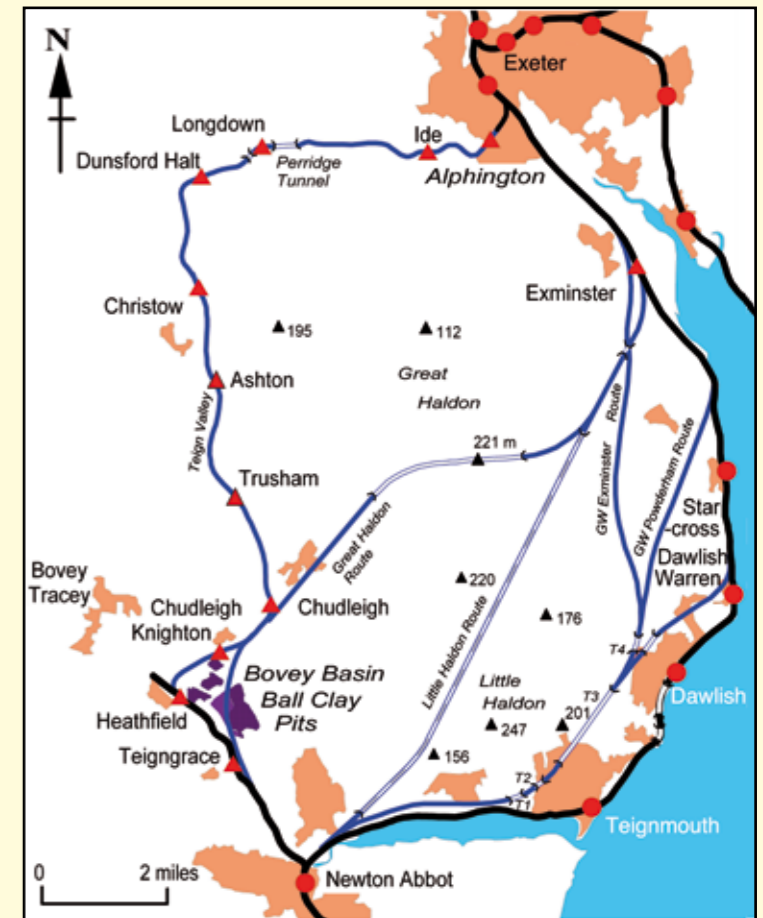 N
Exeter
Longdown
Ide
Dunsford Halt
Perridge
Tunnel
Alphington
Exminster
Christow
195
112
Great
Haldon
Ashton
Teign Valley
GW Exminster
Route
GW Powderham Route
221 m
Trusham
Great Haldon
Route
Star
-cross
Dawlish
Warren
Bovey
Tracey
220
176
Chudleigh
Knighton
Chudleigh
Little Haldon Route
T4
Bovey Basin
Ball Clay
Pits
Little
Haldon
T3
Dawlish
Heathfield
247
201
Teigngrace
156
T2
T1
Teignmouth
0
2 miles
Newton Abbot